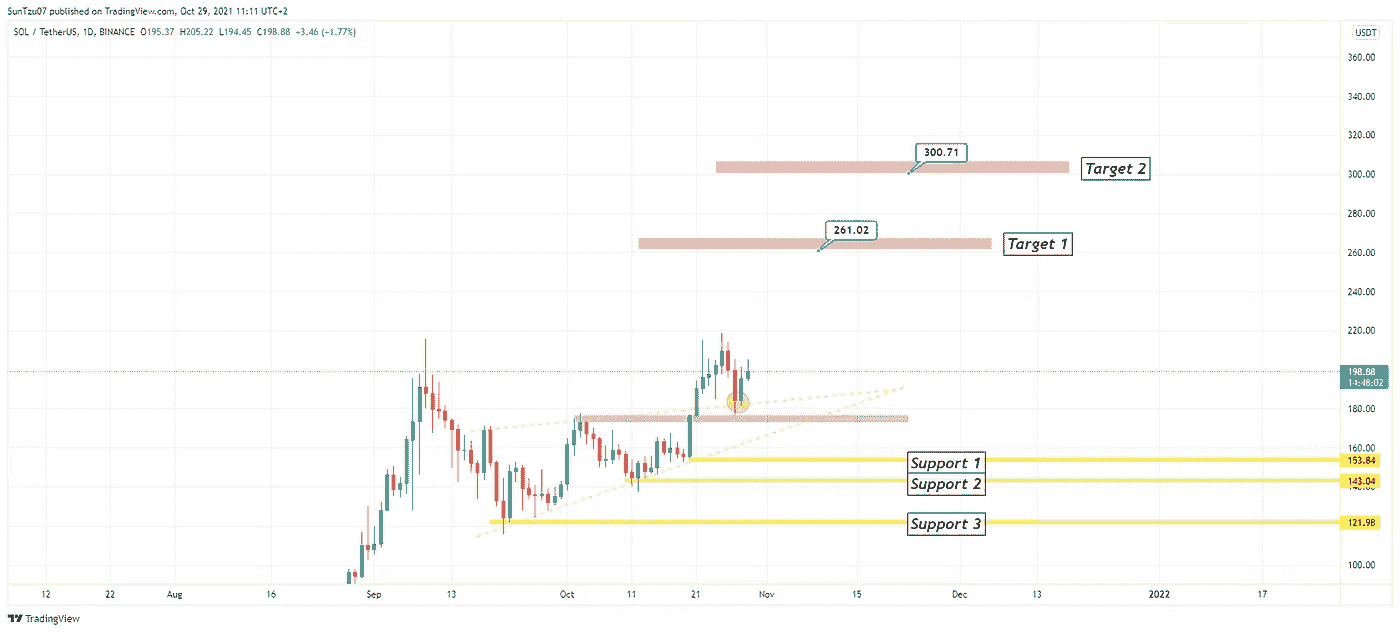 SunTzu07 published on TradingView.com, Oct 29, 2021 11:11 UTC+2
SOL / TetherUS, 1D, BINANCE O195.37 H205.22 L194.45 C198.88 +3.46 (+1.77%)
USDT
360.00
340.00
320.00
300.71
Target 2
300.00
280.00
261.02
Target 1
260.00
240.00
220.00
198.88
14:48:02
180.00
160.00
Support 1
153.84
Support 2
143.04
Support 3
121.98
100.00
12 22 Aug 16 Sep 13 Oct 11 21 Nov 15 Dec 13 2022 17
TradingView